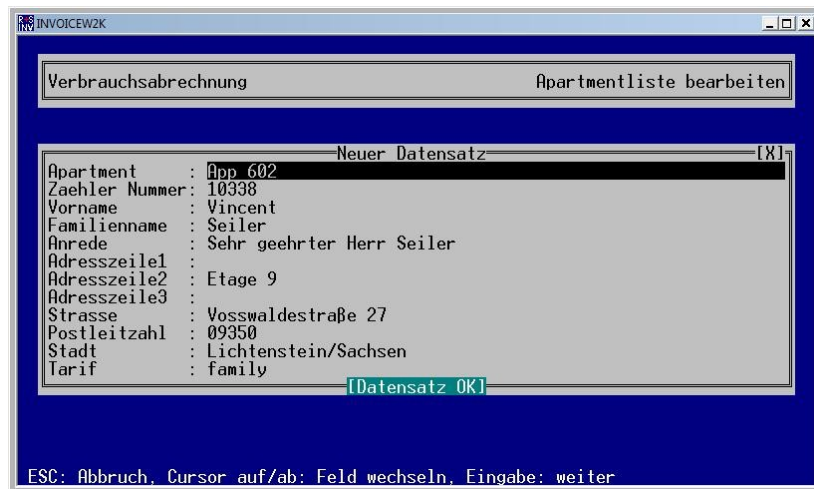 INVOICEW2K
Verbrauchsabrechnung Apartmentliste bearbeiten
Neuer Datensatz [X]
Apartment : App 602
Zaehler Nummer: 10338
Vorname : Vincent
Familienname : Seiler
Anrede : Sehr geehrter Herr Seiler
Adresszeile1 :
Adresszeile2 : Etage 9
Adresszeile3 :
Strasse : Vosswaldestraße 27
Postleitzahl : 09350
Stadt : Lichtenstein/Sachsen
Tarif : family
[Datensatz OK]
ESC: Abbruch, Cursor auf/ab: Feld wechseln, Eingabe: weiter